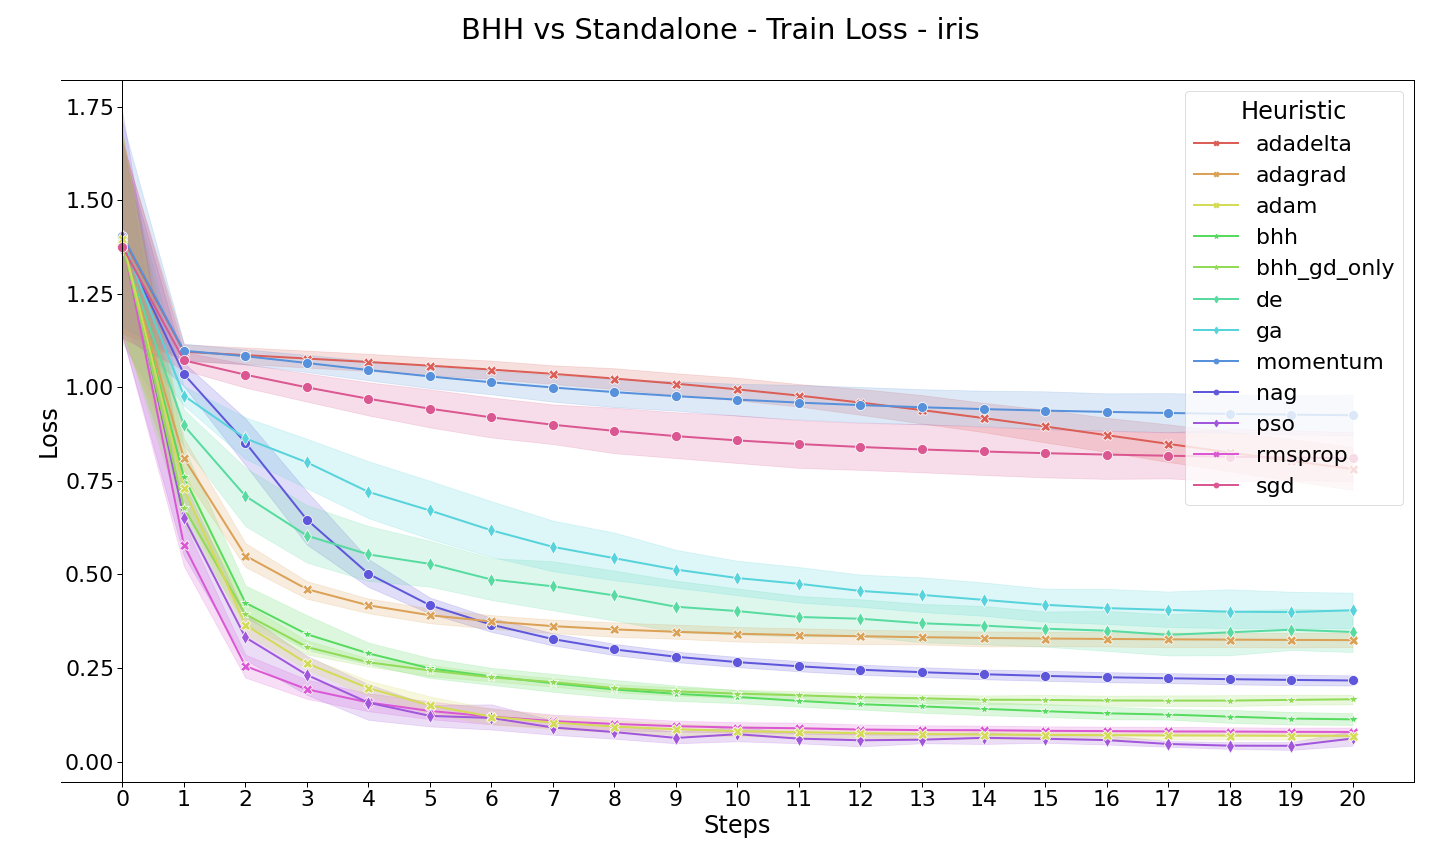 BHH vs Standalone - Train Loss - iris
1.75
1.50
1.25
1.00
0.75
0.50
0.25
0.00
Loss
Heuristic
adadelta
adagrad
adam
bhh
bhh_gd_only
de
ga
momentum
nag
pso
rmsprop
sgd
0 1 2 3 4 5 6 7 8 9 10 11 12 13 14 15 16 17 18 19 20
Steps